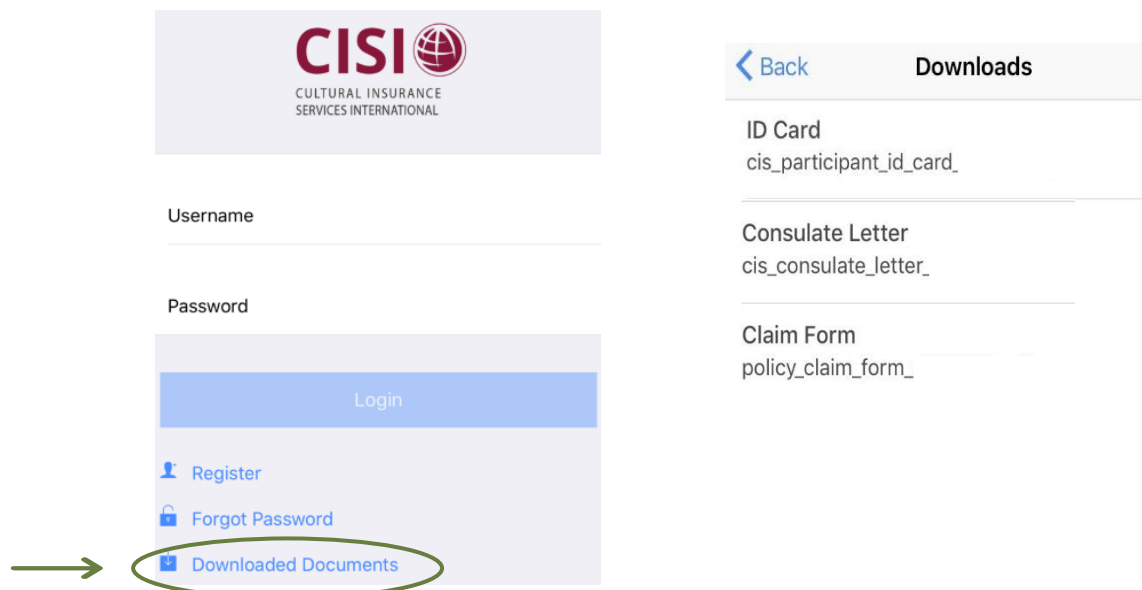 CISI
CULTURAL INSURANCE
SERVICES INTERNATIONAL
Username
Password
Login
Register
Forgot Password
Downloaded Documents
Back
Downloads
ID Card
cis_participant_id_card_
Consulate Letter
cis_consulate_letter_
Claim Form
policy_claim_form_